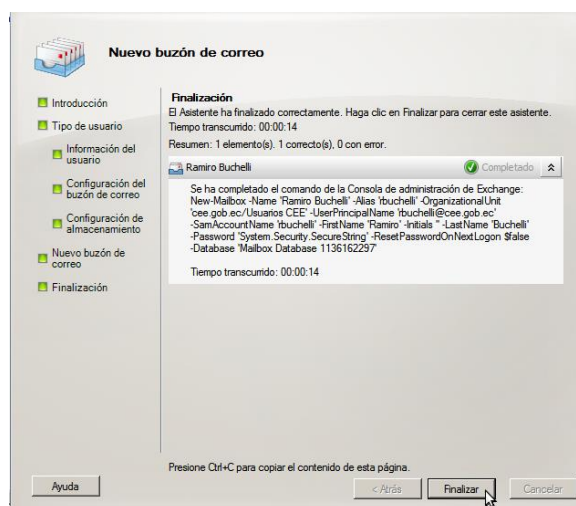 Nuevo buzón de correo
Introducción
Tipo de usuario
Información del
usuario
Configuración del
buzón de correo
Configuración de
almacenamiento
Nuevo buzón de
correo
Finalización
Finalización
El Asistente ha finalizado correctamente. Haga clic en Finalizar para cerrar este asistente.
Tiempo transcurrido: 00:00:14
Resumen: 1 elemento(s). 1 correcto(s), 0 con error.
Ramiro Buchelli
Completado
Se ha completado el comando de la Consola de administración de Exchange:
New-Mailbox -Name 'Ramiro Buchelli' -Alias 'rbuchelli' -OrganizationalUnit
'cee.gob.ec/Usuarios CEE' -UserPrincipalName 'rbuchelli@cee.gob.ec'
-SamAccountName 'rbuchelli' -FirstName 'Ramiro' -Initials '' -LastName 'Buchelli'
-Password 'System.Security.SecureString' -ResetPasswordOnNextLogon $false
-Database 'Mailbox Database 1136162297'
Tiempo transcurrido: 00:00:14
Presione Ctrl+C para copiar el contenido de esta página.
Ayuda
< Atrás
Finalizar
Cancelar